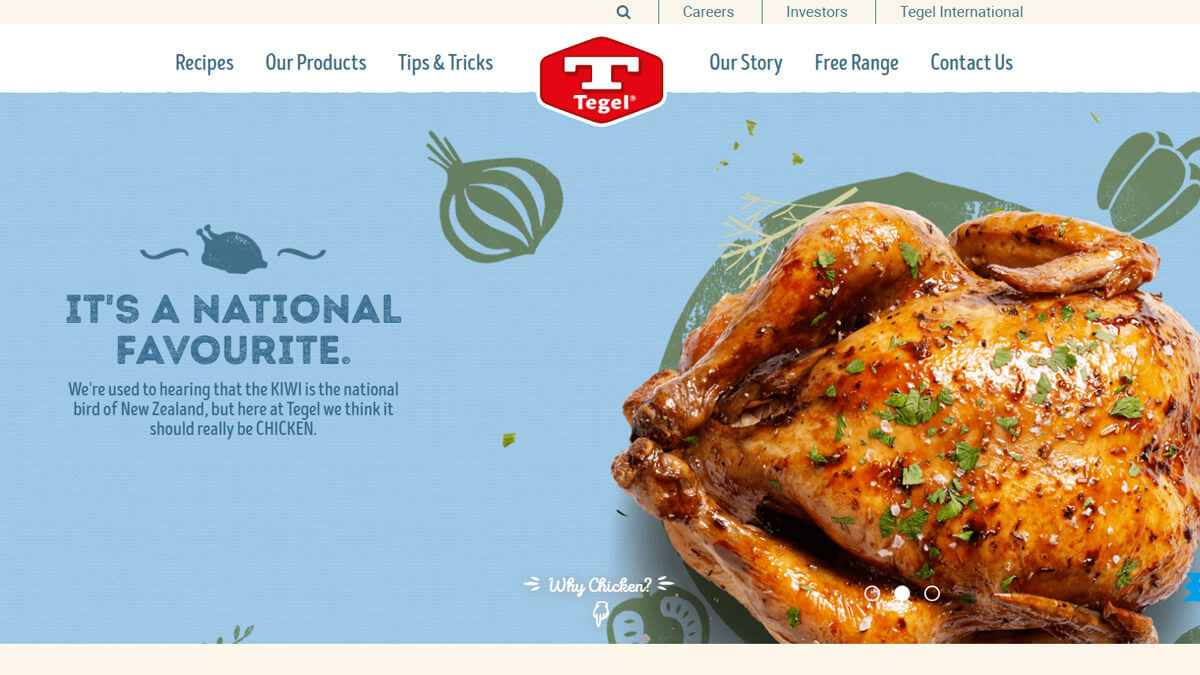 Careers
Investors
Tegel International
Recipes
Our Products
Tips & Tricks
T
Tegel®
Our Story
Free Range
Contact Us
IT'S A NATIONAL
FAVOURITE.
We're used to hearing that the KIWI is the national
bird of New Zealand, but here at Tegel we think it
should really be CHICKEN.
Why Chicken?